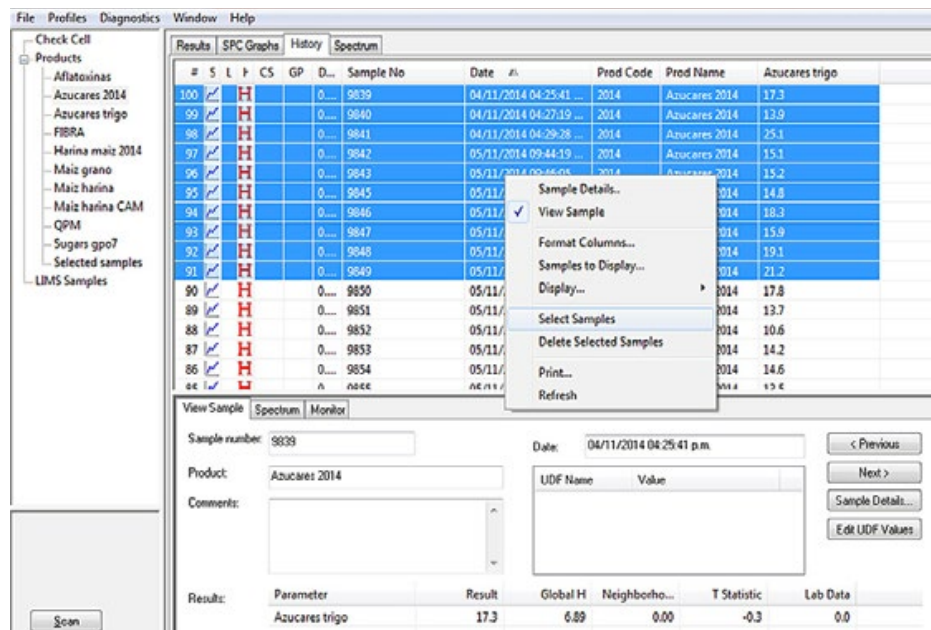 File Profiles Diagnostics Window Help
Check Cell
Products
Aflatoxinas
Azucares 2014
Azucares trigo
FIBRA
Harina maiz 2014
Maiz grano
Maiz harina
Maiz harina CAM
QPM
Sugars gpo7
Selected samples
LIMS Samples
Scan
Results SPC Graphs History Spectrum
# S L H CS GP D... Sample No Date Prod Code Prod Name Azucares trigo
100 H 0.... 9839 04/11/2014 04:25:41 ... 2014 Azucares 2014 17.3
99 H 0.... 9840 04/11/2014 04:27:19 ... 2014 Azucares 2014 13.9
98 H 0.... 9841 04/11/2014 04:29:28 ... 2014 Azucares 2014 25.1
97 H 0.... 9842 05/11/2014 09:44:19 ... 2014 Azucares 2014 15.1
96 H 0.... 9843 05/11/2014 09:46:05 ... 2014 Azucares 2014 15.2
95 H 0.... 9845 05/11/ 2014 14.8
94 H 0.... 9846 05/11/ 2014 18.3
93 H 0.... 9847 05/11/ 2014 15.9
92 H 0.... 9848 05/11/ 2014 19.1
91 H 0.... 9849 05/11/ 2014 21.2
90 H 0.... 9850 05/11/ 2014 17.8
89 H 0.... 9851 05/11/ 2014 13.7
88 H 0.... 9852 05/11/ 2014 10.6
87 H 0.... 9853 05/11/ 2014 14.2
86 H 0.... 9854 05/11/ 2014 14.6
Sample Details..
View Sample
Format Columns...
Samples to Display...
Display...
Select Samples
Delete Selected Samples
Print...
Refresh
View Sample Spectrum Monitor
Sample number: 9839 Date: 04/11/2014 04:25:41 p.m. < Previous
Product: Azucares 2014 UDF Name Value Next >
Comments: Sample Details...
Edit UDF Values
Results: Parameter Result Global H Neighborho... T Statistic Lab Data
Azucares trigo 17.3 6.89 0.00 -0.3 0.0